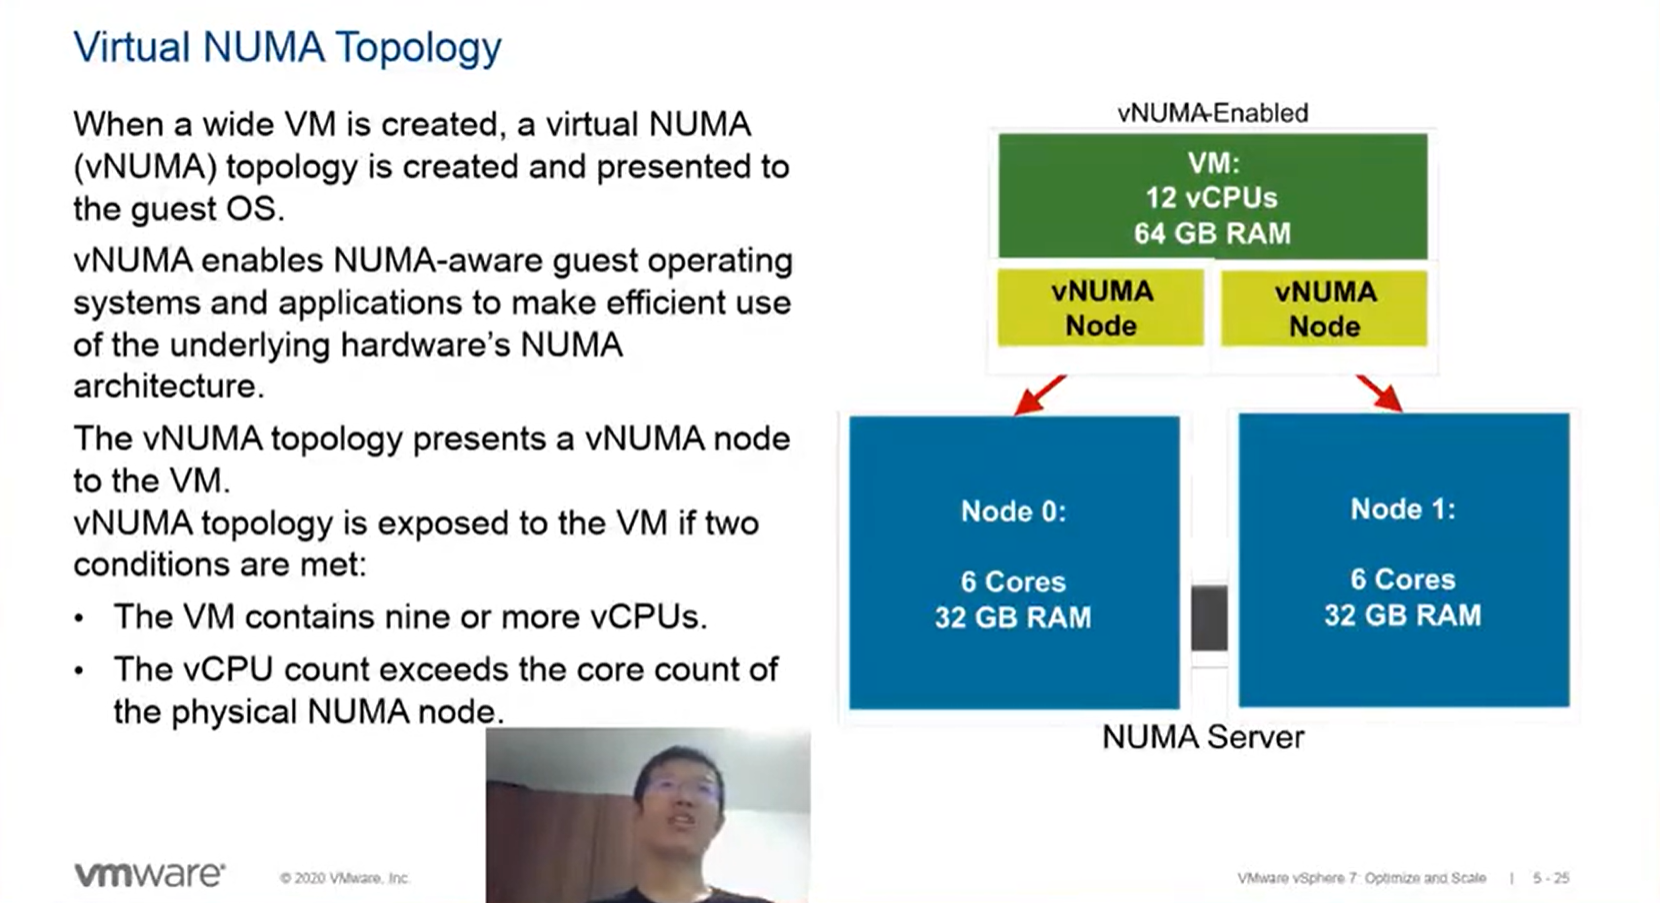 Virtual NUMA Topology
When a wide VM is created, a virtual NUMA
(vNUMA) topology is created and presented to
the guest OS.
vNUMA enables NUMA-aware guest operating
systems and applications to make efficient use
of the underlying hardware's NUMA
architecture.
The vNUMA topology presents a vNUMA node
to the VM.
vNUMA topology is exposed to the VM if two
conditions are met:
• The VM contains nine or more vCPUs.
• The vCPU count exceeds the core count of
the physical NUMA node.
vNUMA-Enabled
VM:
12 vCPUs
64 GB RAM
vNUMA
Node
vNUMA
Node
Node 0:
6 Cores
32 GB RAM
Node 1:
6 Cores
32 GB RAM
NUMA Server
vmware®
© 2020 VMware, Inc.
VMware vSphere 7: Optimize and Scale | 5 - 25